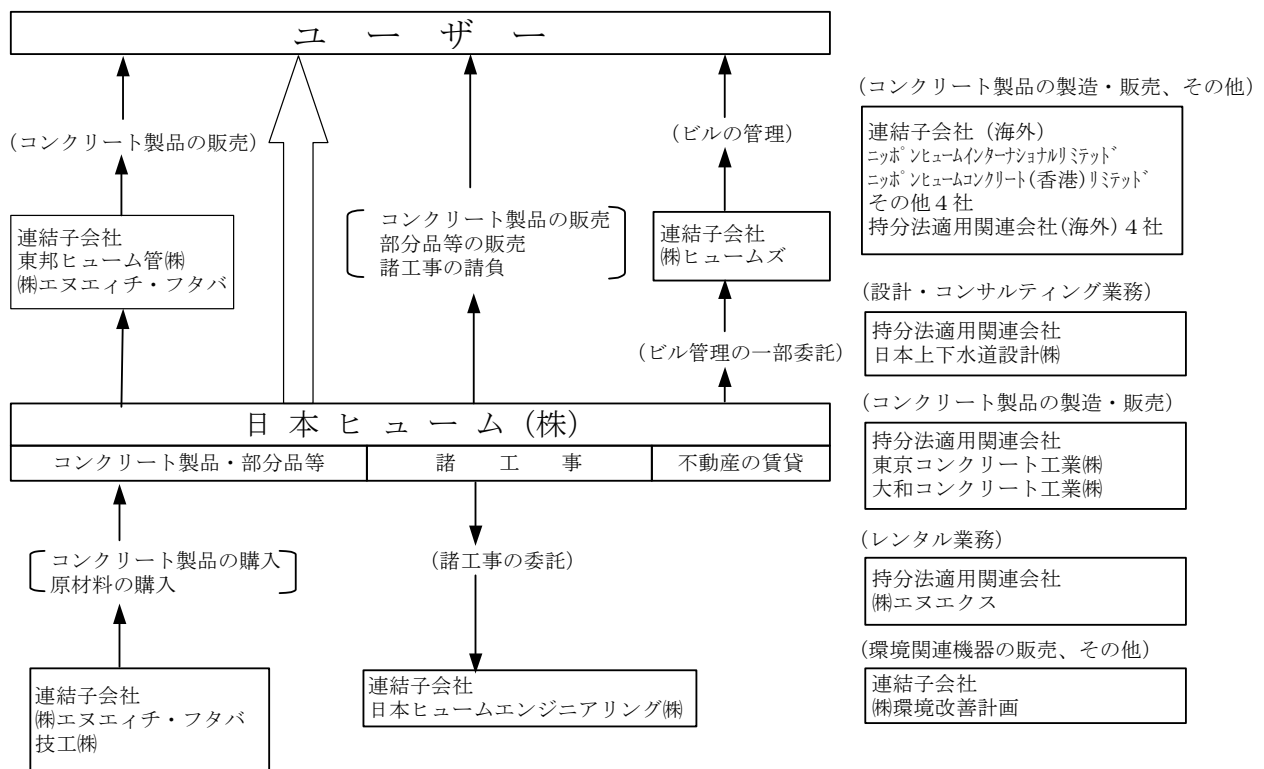 ユーザー
(コンクリート製品の販売)
(ビルの管理)
コンクリート製品の販売
部分品等の販売
諸工事の請負
連結子会社
東邦ヒューム管㈱
㈱エヌエィチ・フタバ
連結子会社
㈱ヒュームズ
(ビル管理の一部委託)
日本ヒューム(株)
コンクリート製品・部分品等
諸工事
不動産の賃貸
コンクリート製品の購入
原材料の購入
(諸工事の委託)
連結子会社
㈱エヌエィチ・フタバ
技工㈱
連結子会社
日本ヒュームエンジニアリング㈱
(コンクリート製品の製造・販売、その他)
連結子会社(海外)
ニッポンヒュームインターナショナルリミテッド
ニッポンヒュームコンクリート(香港)リミテッド
その他4社
持分法適用関連会社(海外)4社
(設計・コンサルティング業務)
持分法適用関連会社
日本上下水道設計㈱
(コンクリート製品の製造・販売)
持分法適用関連会社
東京コンクリート工業㈱
大和コンクリート工業㈱
(レンタル業務)
持分法適用関連会社
㈱エヌエクス
(環境関連機器の販売、その他)
連結子会社
㈱環境改善計画